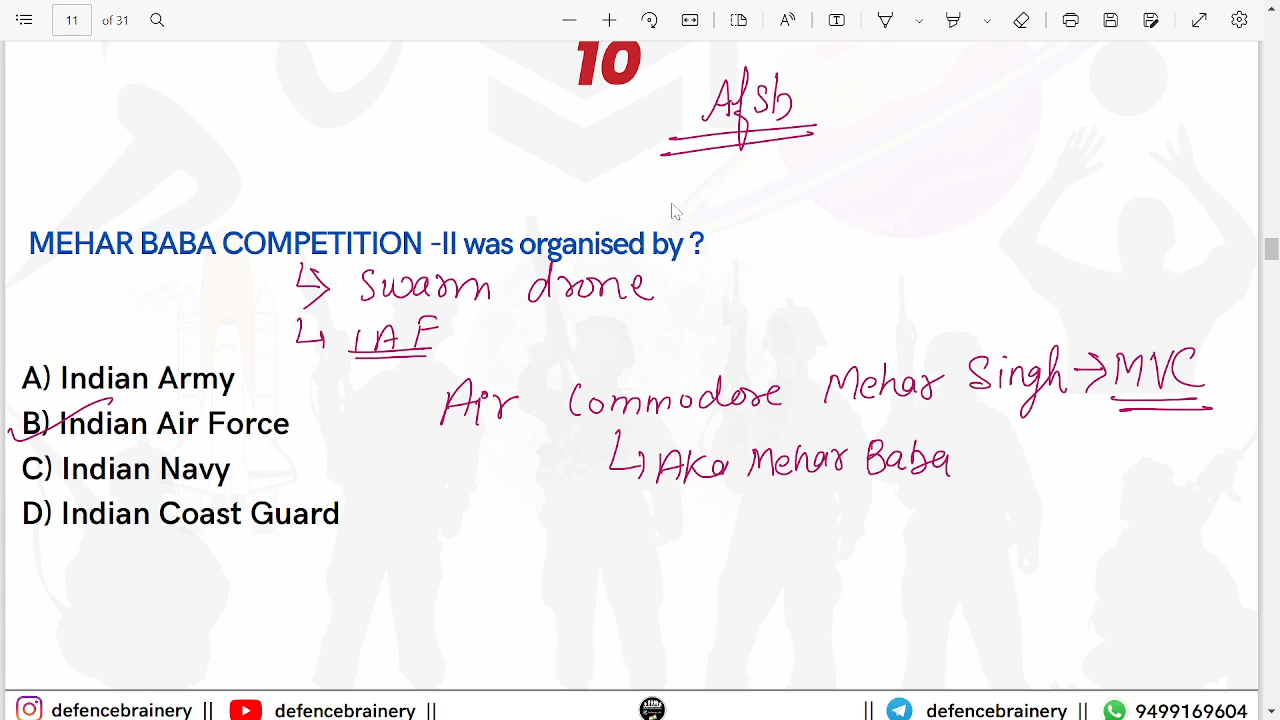 11 of 31
10
Afsb
MEHAR BABA COMPETITION -II was organised by ?
Swarm drone
IAF
A) Indian Army
Air Commodore Mehar Singh → MVC
B) Indian Air Force
C) Indian Navy
AKa Mehar Baba
D) Indian Coast Guard
defencebrainery || defencebrainery || || defencebrainery || 9499169604